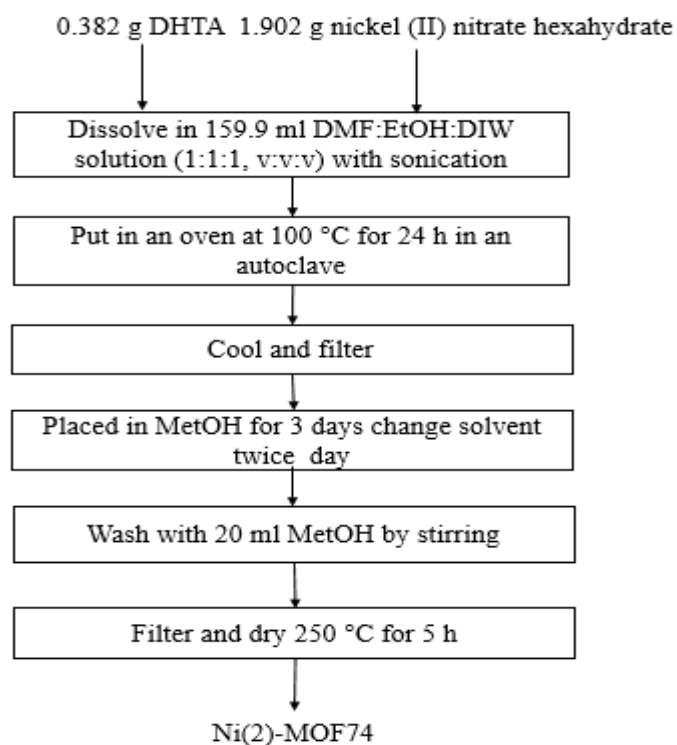 0.382 g DHTA 1.902 g nickel (II) nitrate hexahydrate
Dissolve in 159.9 ml DMF:EtOH:DIW
solution (1:1:1, v:v:v) with sonication
Put in an oven at 100 °C for 24 h in an
autoclave
Cool and filter
Placed in MetOH for 3 days change solvent
twice day
Wash with 20 ml MetOH by stirring
Filter and dry 250 °C for 5 h
Ni(2)-MOF74